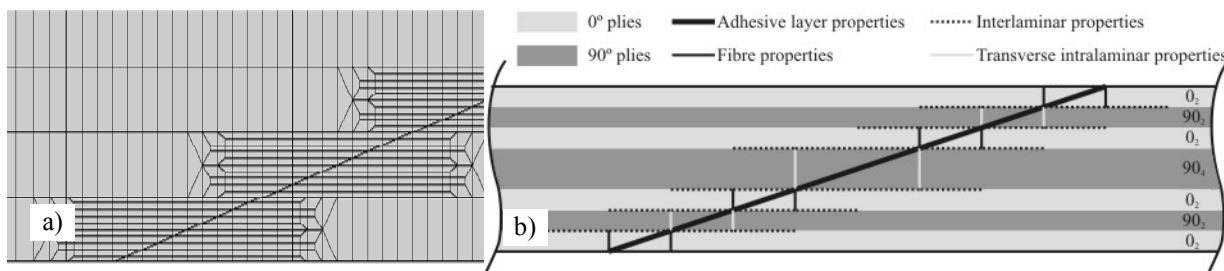 0º plies
Adhesive layer properties
Interlaminar properties
90º plies
Fibre properties
Transverse intralaminar properties
0₂
90₂
0₂
90₄
0₂
90₂
0₂
a)
b)